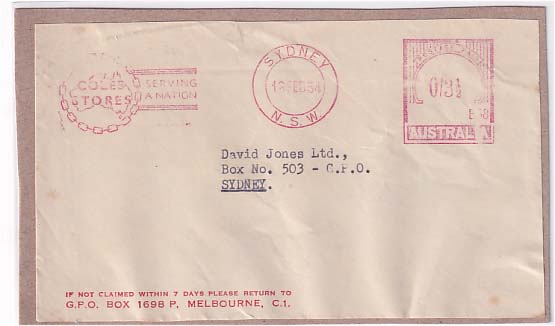 COLES
STORES
SERVING
A NATION
SYDNEY
N.S.W.
0/3½
AUSTRALIA
David Jones Ltd.,
Box No. 503 - G.P.O.
SYDNEY.
IF NOT CLAIMED WITHIN 7 DAYS PLEASE RETURN TO
G.P.O. BOX 1698 P, MELBOURNE, C.1.